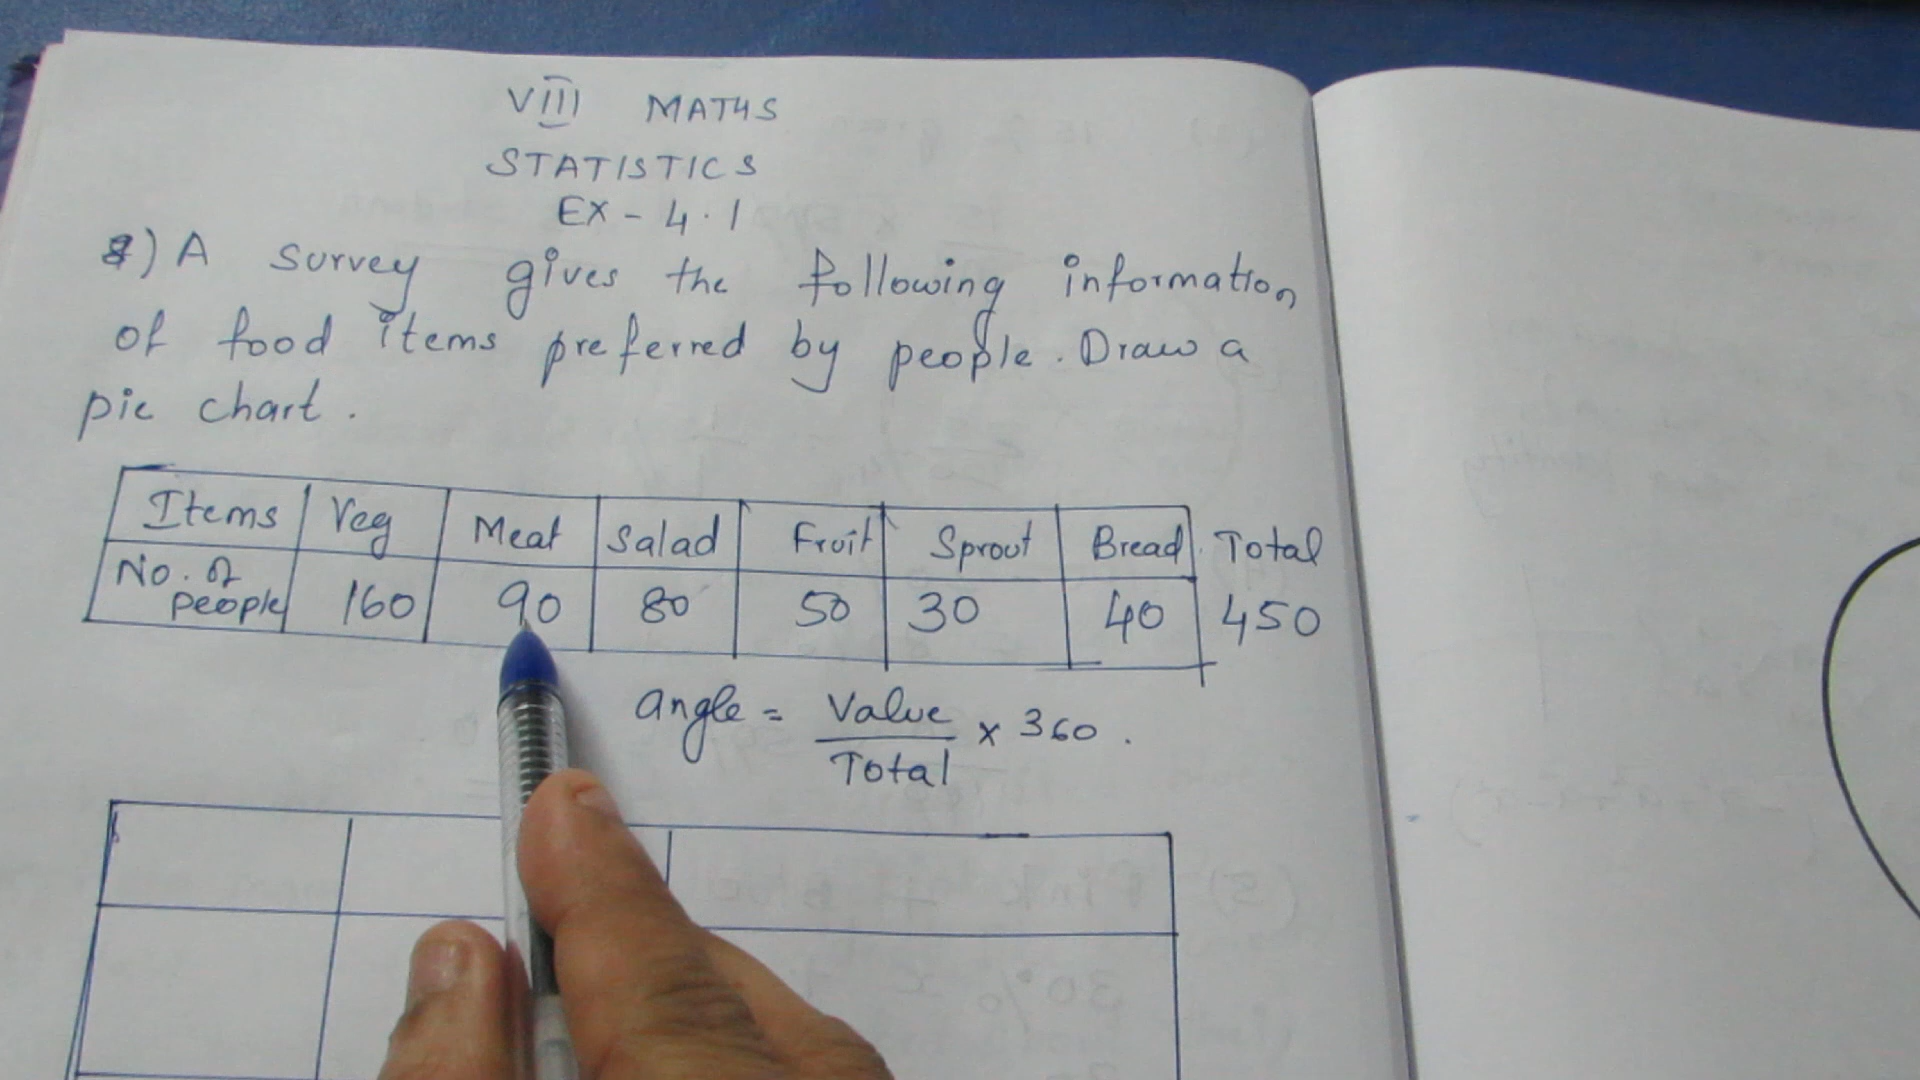 VIII MATHS
STATISTICS
EX - 4.1
8) A survey gives the following information
of food items preferred by people. Draw a
pie chart.
Items Veg Meat Salad Fruit Sprout Bread Total
No. of people 160 90 80 50 30 40 450
angle = Value / Total x 360.